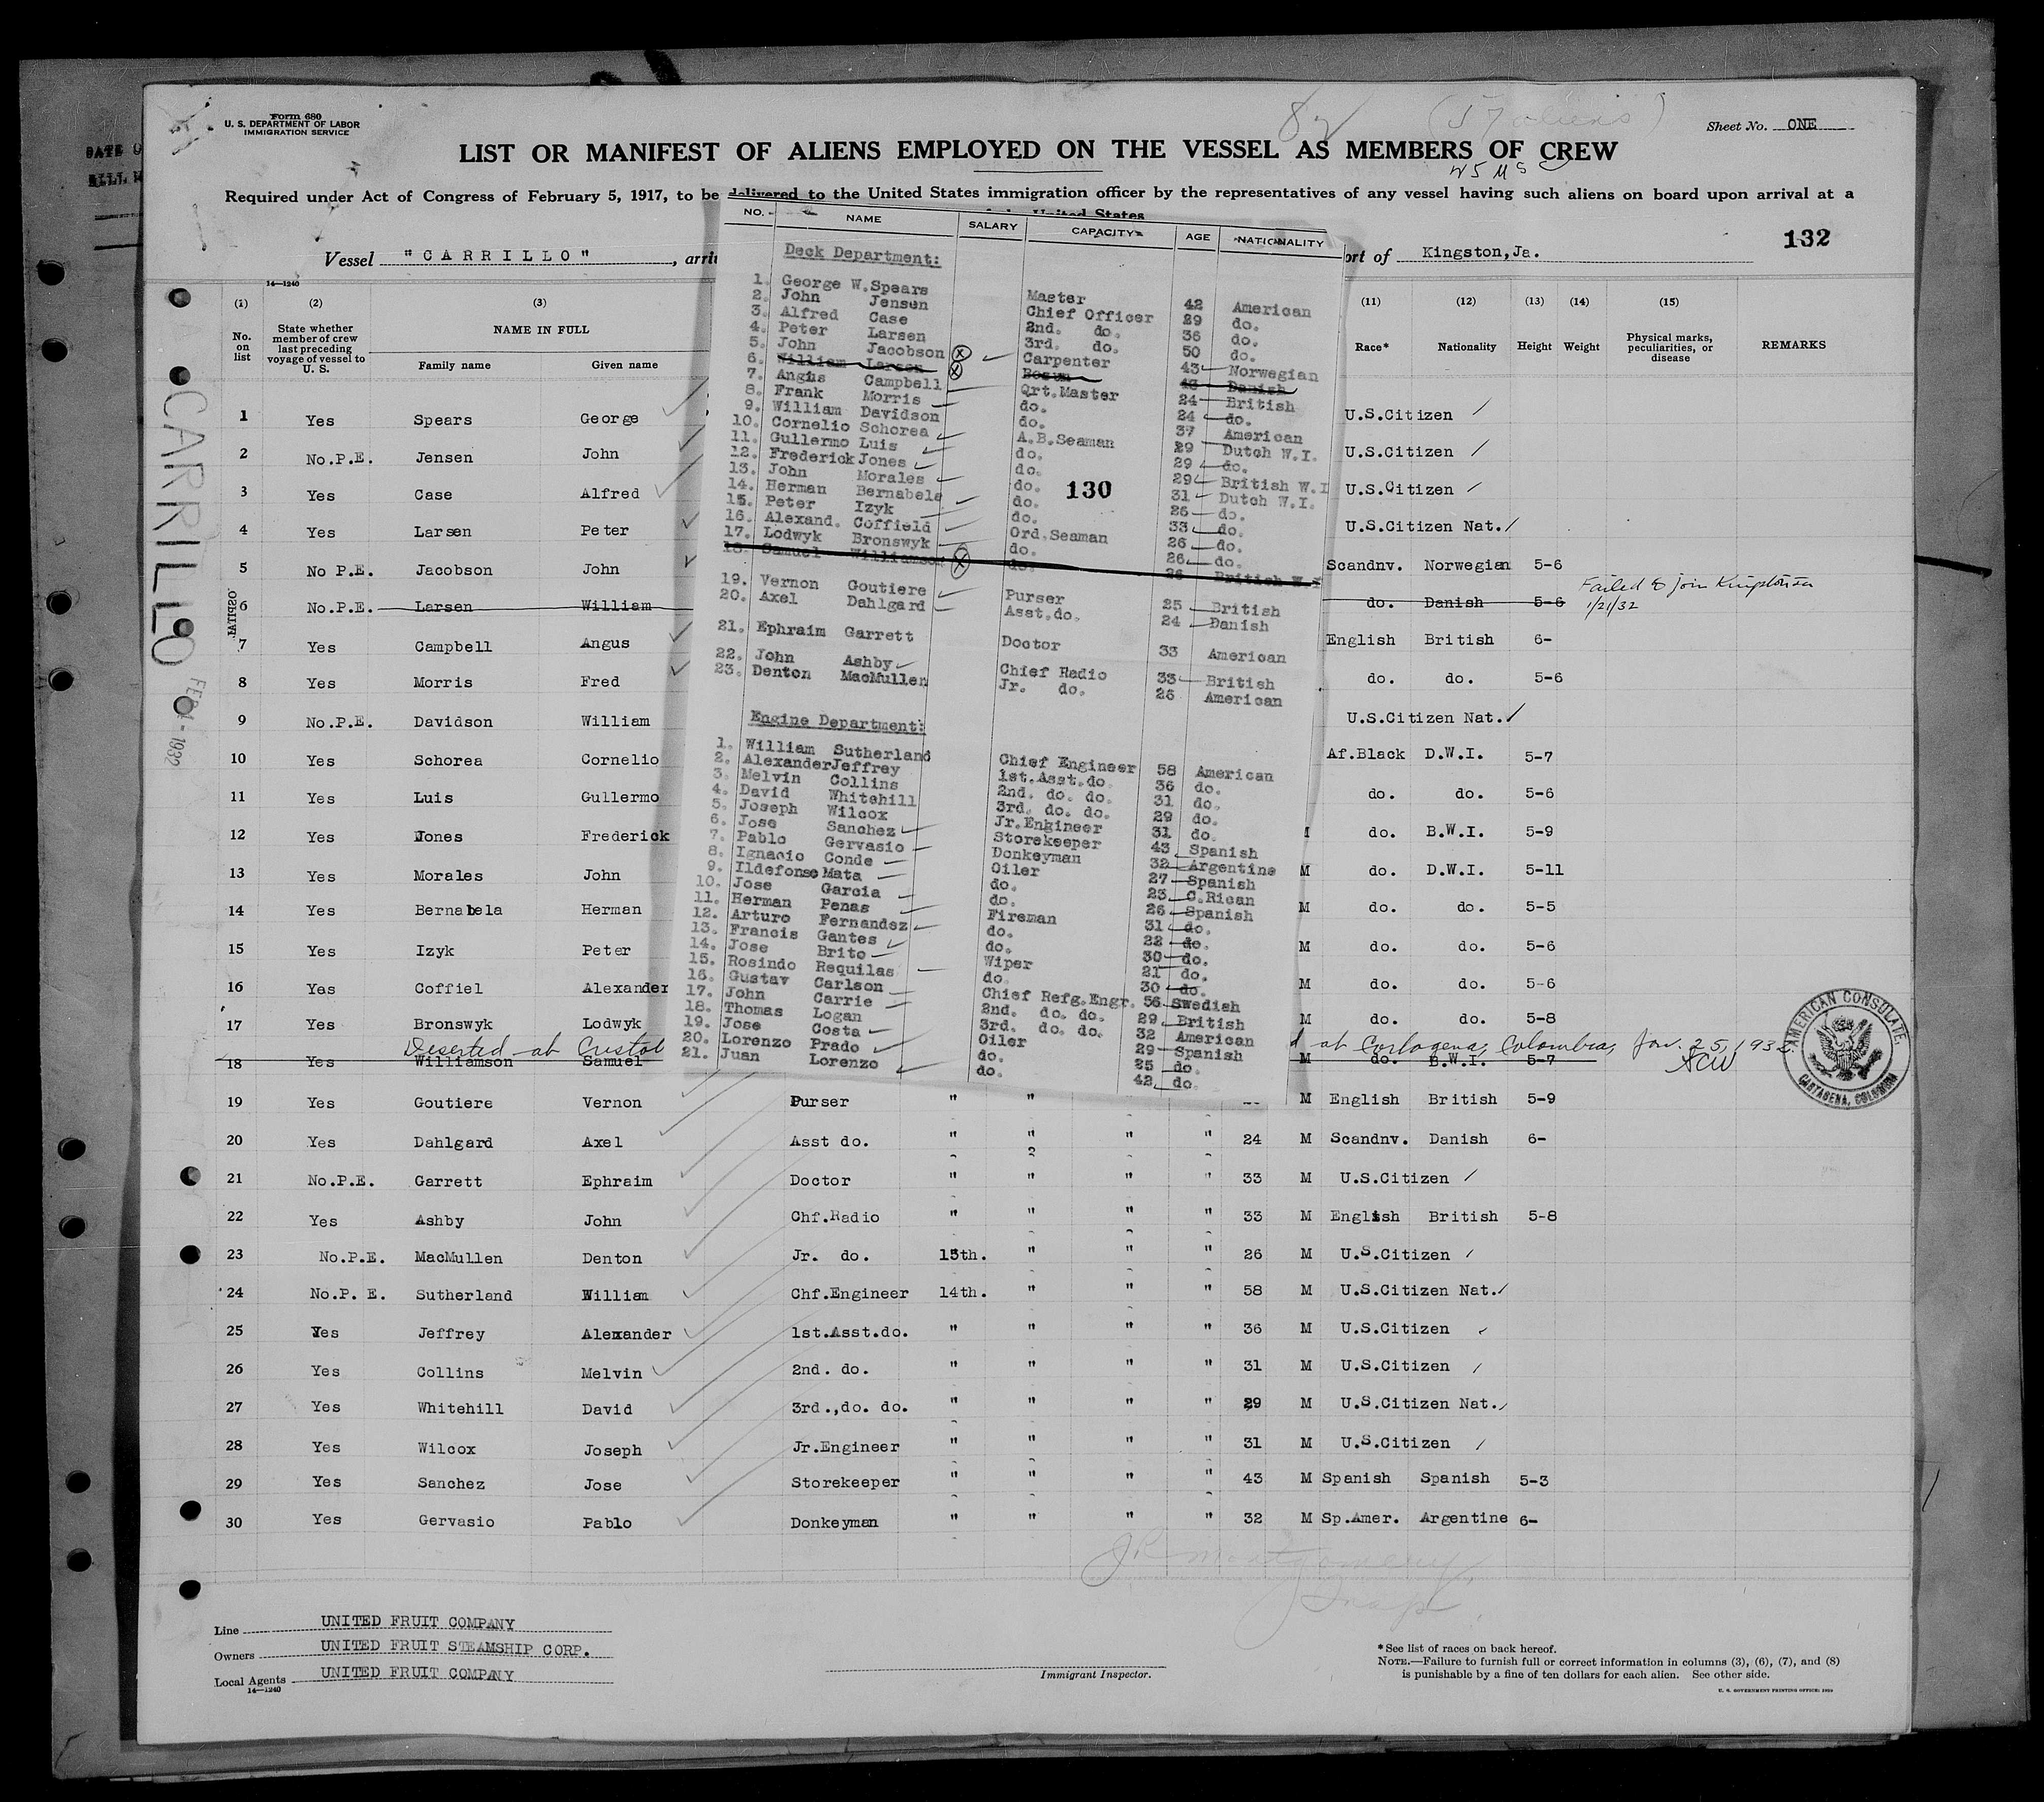 Form 680
U. S. DEPARTMENT OF LABOR
IMMIGRATION SERVICE
Sheet No. ONE
LIST OR MANIFEST OF ALIENS EMPLOYED ON THE VESSEL AS MEMBERS OF CREW
Required under Act of Congress of February 5, 1917, to be delivered to the United States immigration officer by the representatives of any vessel having such aliens on board upon arrival at a
United States
132
Vessel "CARRILLO", arri
ort of Kingston, Ja.
14—1240
(1) (2) (3) (11) (12) (13) (14) (15)
No. on list State whether member of crew last preceding voyage of vessel to U. S. NAME IN FULL Family name Given name Race* Nationality Height Weight Physical marks, peculiarities, or disease REMARKS
1 Yes Spears George U.S.Citizen
2 No.P.E. Jensen John U.S.Citizen
3 Yes Case Alfred U.S.Citizen
4 Yes Larsen Peter U.S.Citizen Nat.
5 No P.E. Jacobson John Scandnv. Norwegian 5-6
6 No.P.E. Larsen William do. Danish 5-6 Failed to join Kingston Ja
1/21/32
7 Yes Campbell Angus English British 6-
8 Yes Morris Fred do. do. 5-6
9 No.P.E. Davidson William U.S.Citizen Nat.
10 Yes Schorea Cornelio Af.Black D.W.I. 5-7
11 Yes Luis Gullermo do. do. 5-6
12 Yes Jones Frederick M do. B.W.I. 5-9
13 Yes Morales John M do. D.W.I. 5-11
14 Yes Bernabela Herman M do. do. 5-5
15 Yes Izyk Peter M do. do. 5-6
16 Yes Coffiel Alexander M do. do. 5-6
17 Yes Bronswyk Lodwyk M do. do. 5-8
Deserted at Cristob
d at Cartagena, Colombia, Jan. 25, 1932
18 Yes Williamson Samuel M do. B.W.I. 5-7
19 Yes Goutiere Vernon Purser " " M English British 5-9
20 Yes Dahlgard Axel Asst do. " " " " 24 M Scandnv. Danish 6-
21 No.P.E. Garrett Ephraim Doctor " " " " 33 M U.S.Citizen
22 Yes Ashby John Chf.Radio " " " " 33 M English British 5-8
23 No.P.E. MacMullen Denton Jr. do. 15th. " " " 26 M U.S.Citizen
24 No.P.E. Sutherland William Chf.Engineer 14th. " " " 58 M U.S.Citizen Nat.
25 Yes Jeffrey Alexander 1st.Asst.do. " " " " 36 M U.S.Citizen
26 Yes Collins Melvin 2nd. do. " " " " 31 M U.S.Citizen
27 Yes Whitehill David 3rd.,do. do. " " " " 29 M U.S.Citizen Nat.
28 Yes Wilcox Joseph Jr.Engineer " " " " 31 M U.S.Citizen
29 Yes Sanchez Jose Storekeeper " " " " 43 M Spanish Spanish 5-3
30 Yes Gervasio Pablo Donkeyman " " " " 32 M Sp.Amer. Argentine 6-
NO. NAME SALARY CAPACITY AGE NATIONALITY
Deck Department:
1. George W.Spears Master 42 American
2. John Jensen Chief Officer 29 do.
3. Alfred Case 2nd. do. 36 do.
4. Peter Larsen 3rd. do. 50 do.
5. John Jacobson Carpenter 43 Norwegian
6. William Larsen Bosun 43 Danish
7. Angus Campbell Qrt.Master 24 British
8. Frank Morris do. 24 do.
9. William Davidson do. 37 American
10. Cornelio Schorea A.B.Seaman 29 Dutch W.I.
11. Gullermo Luis do. 29 do.
12. Frederick Jones do. 29 British W.I
13. John Morales do. 31 Dutch W.I.
130
14. Herman Bernabela do. 26 do.
15. Peter Izyk do. 33 do.
16. Alexand. Coffield Ord.Seaman 26 do.
17. Lodwyk Bronswyk do. 26 do.
18. Samuel Williamson do. 26 British W.I
19. Vernon Goutiere Purser 25 British
20. Axel Dahlgard Asst.do. 24 Danish
21. Ephraim Garrett Doctor 33 American
22. John Ashby Chief Radio 33 British
23. Denton MacMullen Jr. do. 26 American
Engine Department:
1. William Sutherland Chief Engineer 58 American
2. Alexander Jeffrey 1st.Asst.do. 36 do.
3. Melvin Collins 2nd. do. do. 31 do.
4. David Whitehill 3rd. do. do. 29 do.
5. Joseph Wilcox Jr.Engineer 31 do.
6. Jose Sanchez Storekeeper 43 Spanish
7. Pablo Gervasio Donkeyman 32 Argentine
8. Ignacio Conde Oiler 27 Spanish
9. Ildefonso Mata do. 23 C.Rican
10. Jose Garcia do. 26 Spanish
11. Herman Penas Fireman 31 do.
12. Arturo Fernandez do. 22 do.
13. Francis Gantes do. 30 do.
14. Jose Brito Wiper 21 do.
15. Rosindo Requilas do. 30 do.
16. Gustav Carlson Chief Refg.Engr. 56 Swedish
17. John Carrie 2nd. do. do. 29 British
18. Thomas Logan 3rd. do. do. 32 American
19. Jose Costa Oiler 29 Spanish
20. Lorenzo Prado do. 25 do.
21. Juan Lorenzo do. 42 do.
CARRILLO
FEB 1 - 1932
AMERICAN CONSULATE,
CARTAGENA, COLOMBIA
Line UNITED FRUIT COMPANY
Owners UNITED FRUIT STEAMSHIP CORP.
Local Agents UNITED FRUIT COMPANY
14—1240
Immigrant Inspector.
*See list of races on back hereof.
NOTE.—Failure to furnish full or correct information in columns (3), (6), (7), and (8)
is punishable by a fine of ten dollars for each alien. See other side.
U. S. GOVERNMENT PRINTING OFFICE: 1929